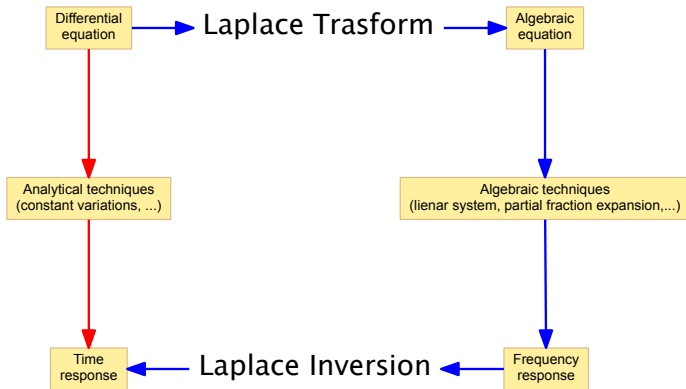 Differential
equation
Laplace Trasform
Algebraic
equation
Analytical techniques
(constant variations, ...)
Algebraic techniques
(lienar system, partial fraction expansion,...)
Time
response
Laplace Inversion
Frequency
response